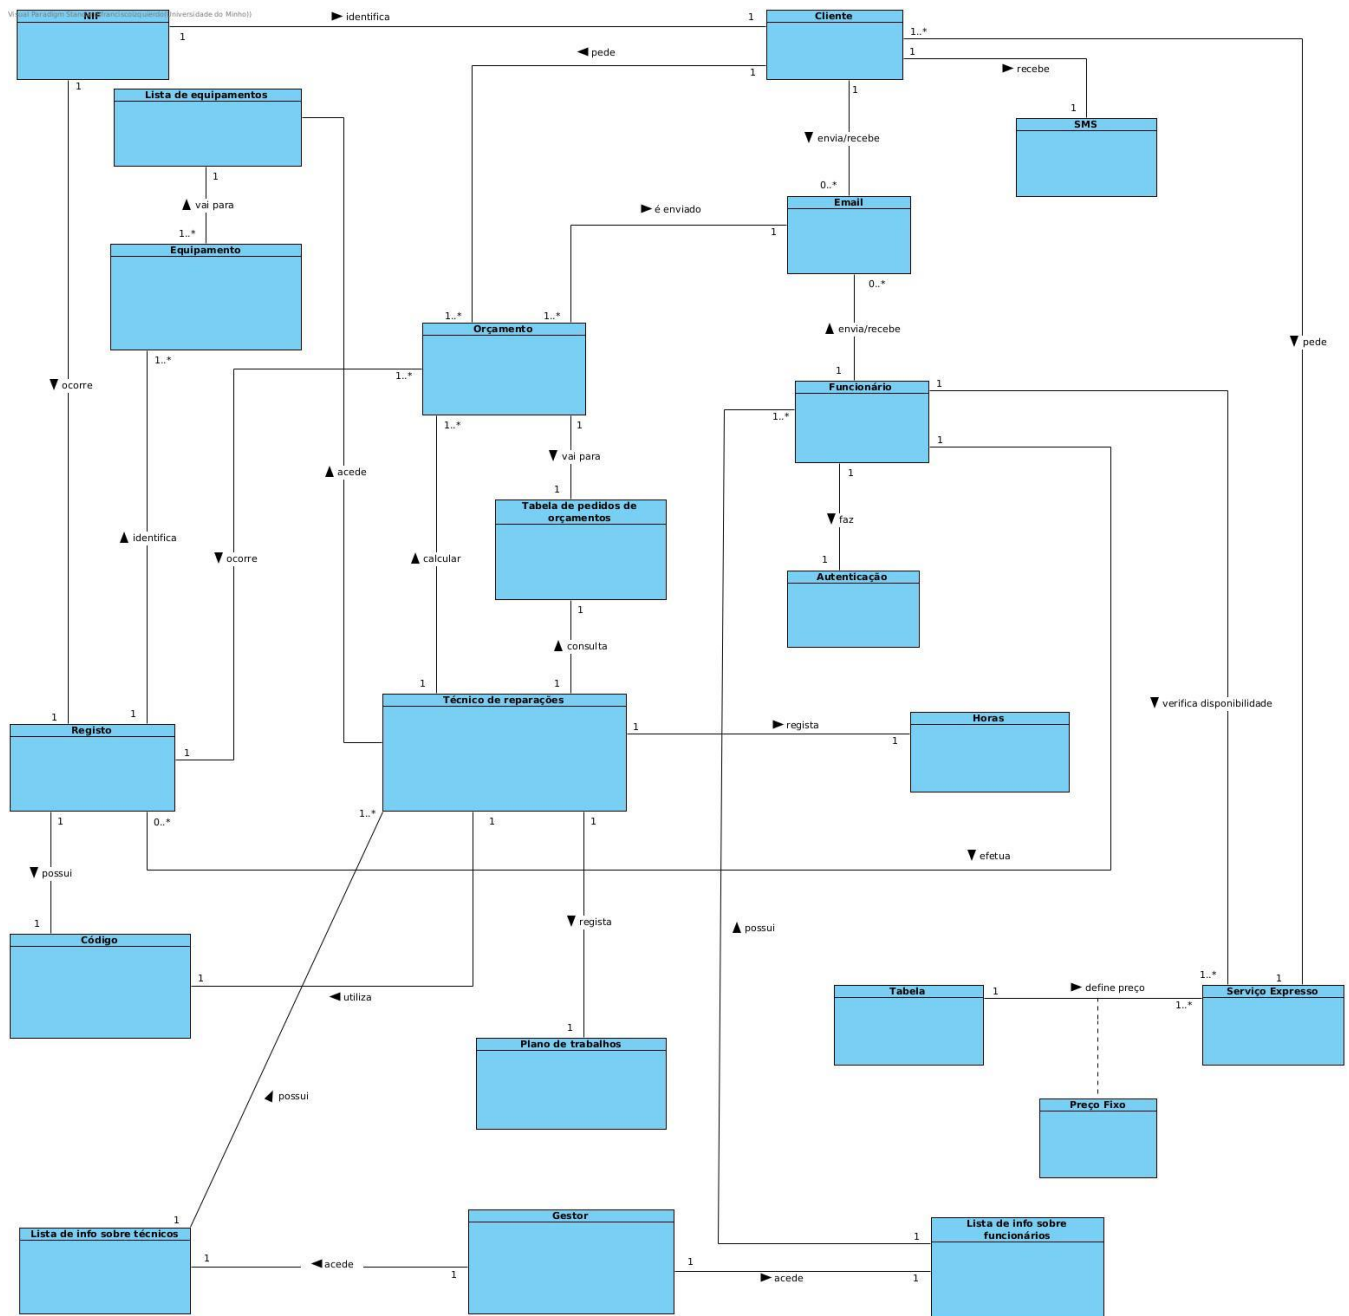 Visual Paradigm Standard
NIF
identifica
1
1
Cliente
1..*
pede
1
1
recebe
1
1
Lista de equipamentos
1
SMS
envia/recebe
1
vai para
1..*
0..*
Email
é enviado
1
Equipamento
0..*
1..*
1..*
Orçamento
envia/recebe
pede
1..*
1..*
1
Funcionário
1
ocorre
1..*
1..*
1
1
vai para
acede
1
1
Tabela de pedidos de
orçamentos
faz
identifica
ocorre
calcular
1
Autenticação
1
consulta
1
1
Técnico de reparações
verifica disponibilidade
1
1
Registo
1
1
regista
1
Horas
1
0..*
1..*
1
1
efetua
possui
1
Código
regista
possui
1
utiliza
1
Plano de trabalhos
1..*
1
Tabela
1
define preço
1..*
Serviço Expresso
possui
Preço Fixo
1
Lista de info sobre técnicos
1
acede
1
Gestor
1
acede
1
1
Lista de info sobre
funcionários